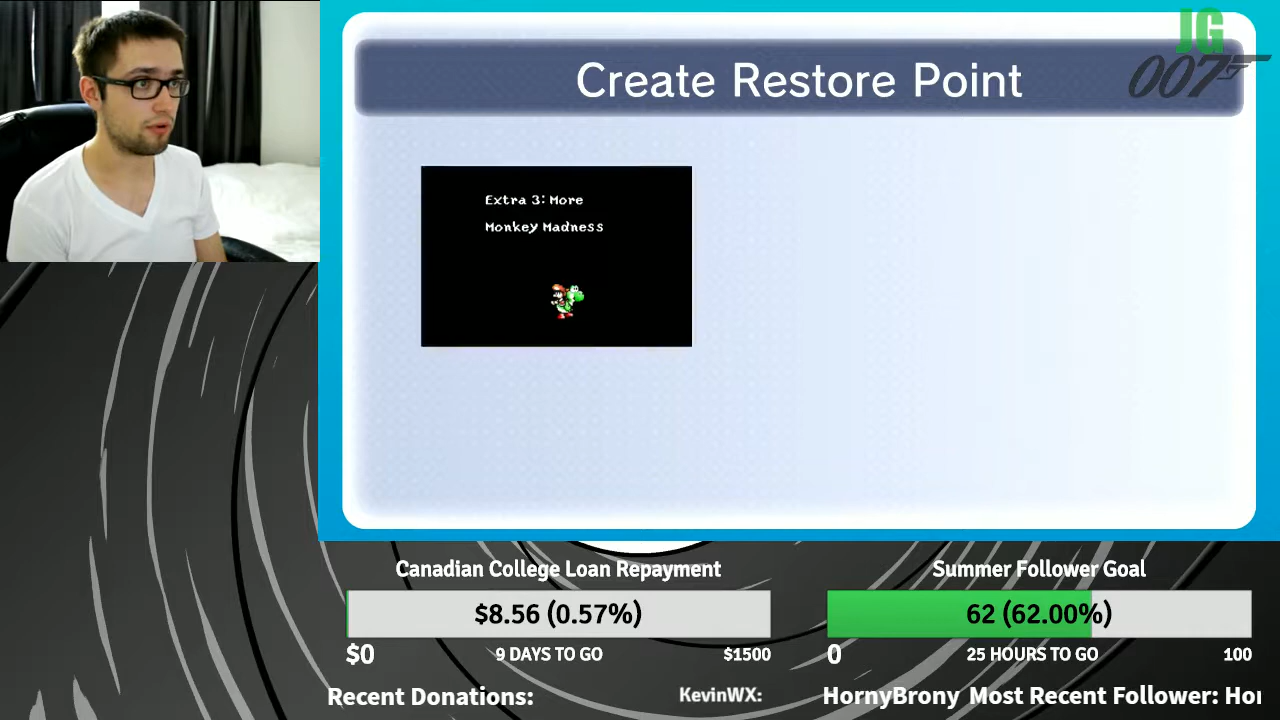 JG
007
Create Restore Point
Extra 3: More
Monkey Madness
Canadian College Loan Repayment
$8.56 (0.57%)
$0
9 DAYS TO GO
$1500
Summer Follower Goal
62 (62.00%)
0
25 HOURS TO GO
100
Recent Donations:
KevinWX:
HornyBrony Most Recent Follower: